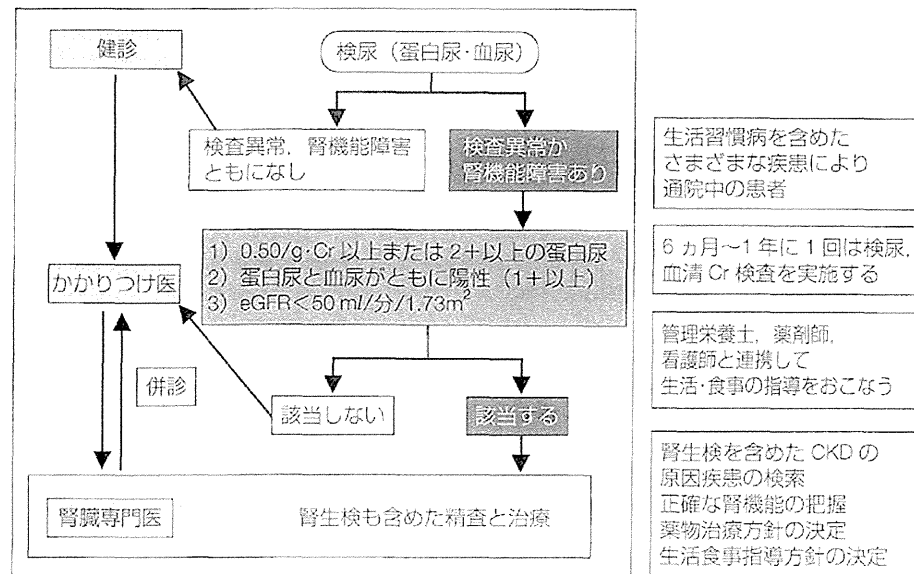 健診
検尿（蛋白尿・血尿）
検査異常，腎機能障害
ともになし
検査異常か
腎機能障害あり
1）0.50/g·Cr 以上または 2+以上の蛋白尿
2）蛋白尿と血尿がともに陽性（1+以上）
3）eGFR＜50 ml/分/1.73m²
かかりつけ医
併診
該当しない
該当する
腎臓専門医
腎生検も含めた精査と治療
生活習慣病を含めた
さまざまな疾患により
通院中の患者
6 ヵ月〜1 年に 1 回は検尿，
血清 Cr 検査を実施する
管理栄養士，薬剤師，
看護師と連携して
生活・食事の指導をおこなう
腎生検を含めた CKD の
原因疾患の検索
正確な腎機能の把握
薬物治療方針の決定
生活食事指導方針の決定